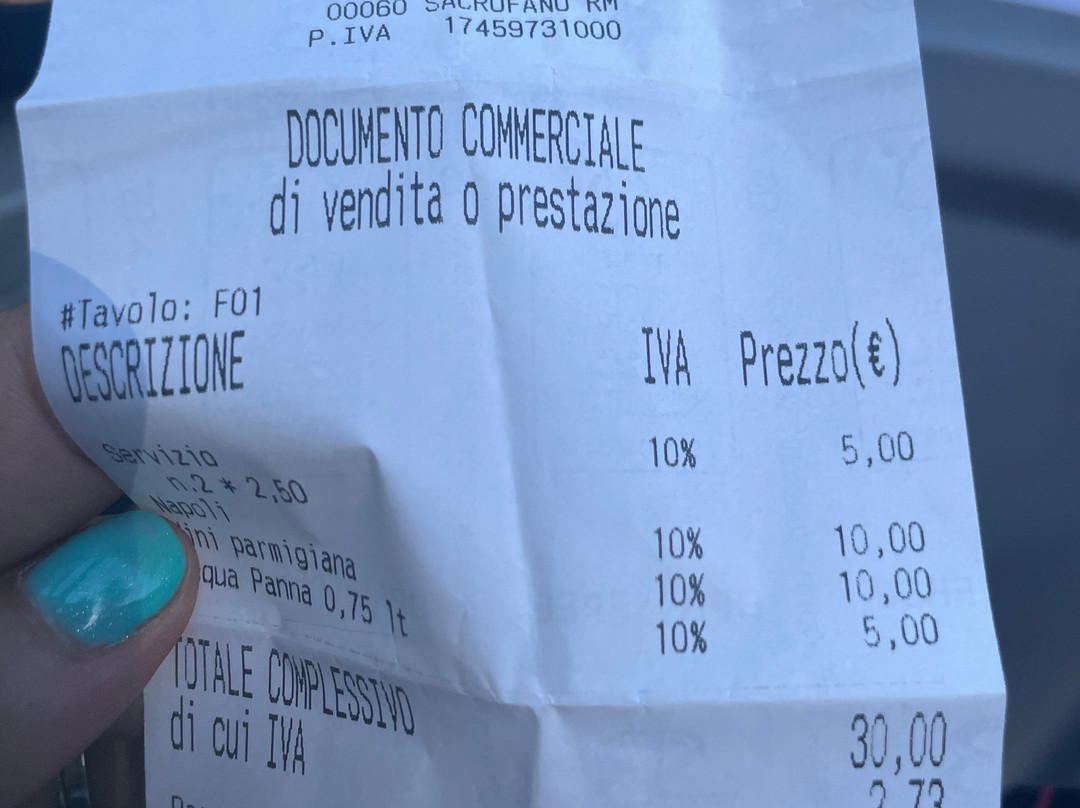 00060 SACROFANO RM
P.IVA 17459731000
DOCUMENTO COMMERCIALE
di vendita o prestazione
#Tavolo: F01
DESCRIZIONE IVA Prezzo(€)
Servizio 10% 5,00
n.2 * 2,50
Napoli 10% 10,00
ini parmigiana 10% 10,00
qua Panna 0,75 lt 10% 5,00
TOTALE COMPLESSIVO 30,00
di cui IVA 2,73